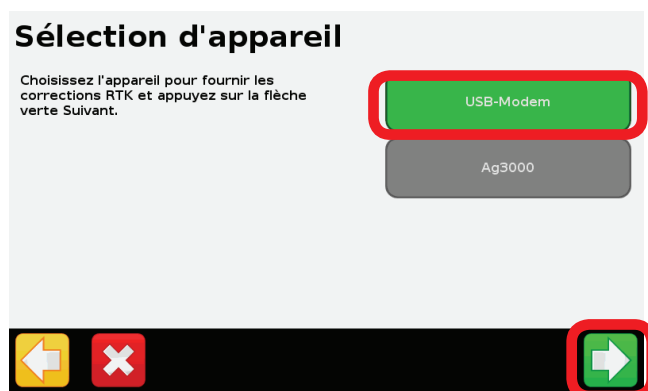 Sélection d'appareil
Choisissez l'appareil pour fournir les
corrections RTK et appuyez sur la flèche
verte Suivant.
USB-Modem
Ag3000